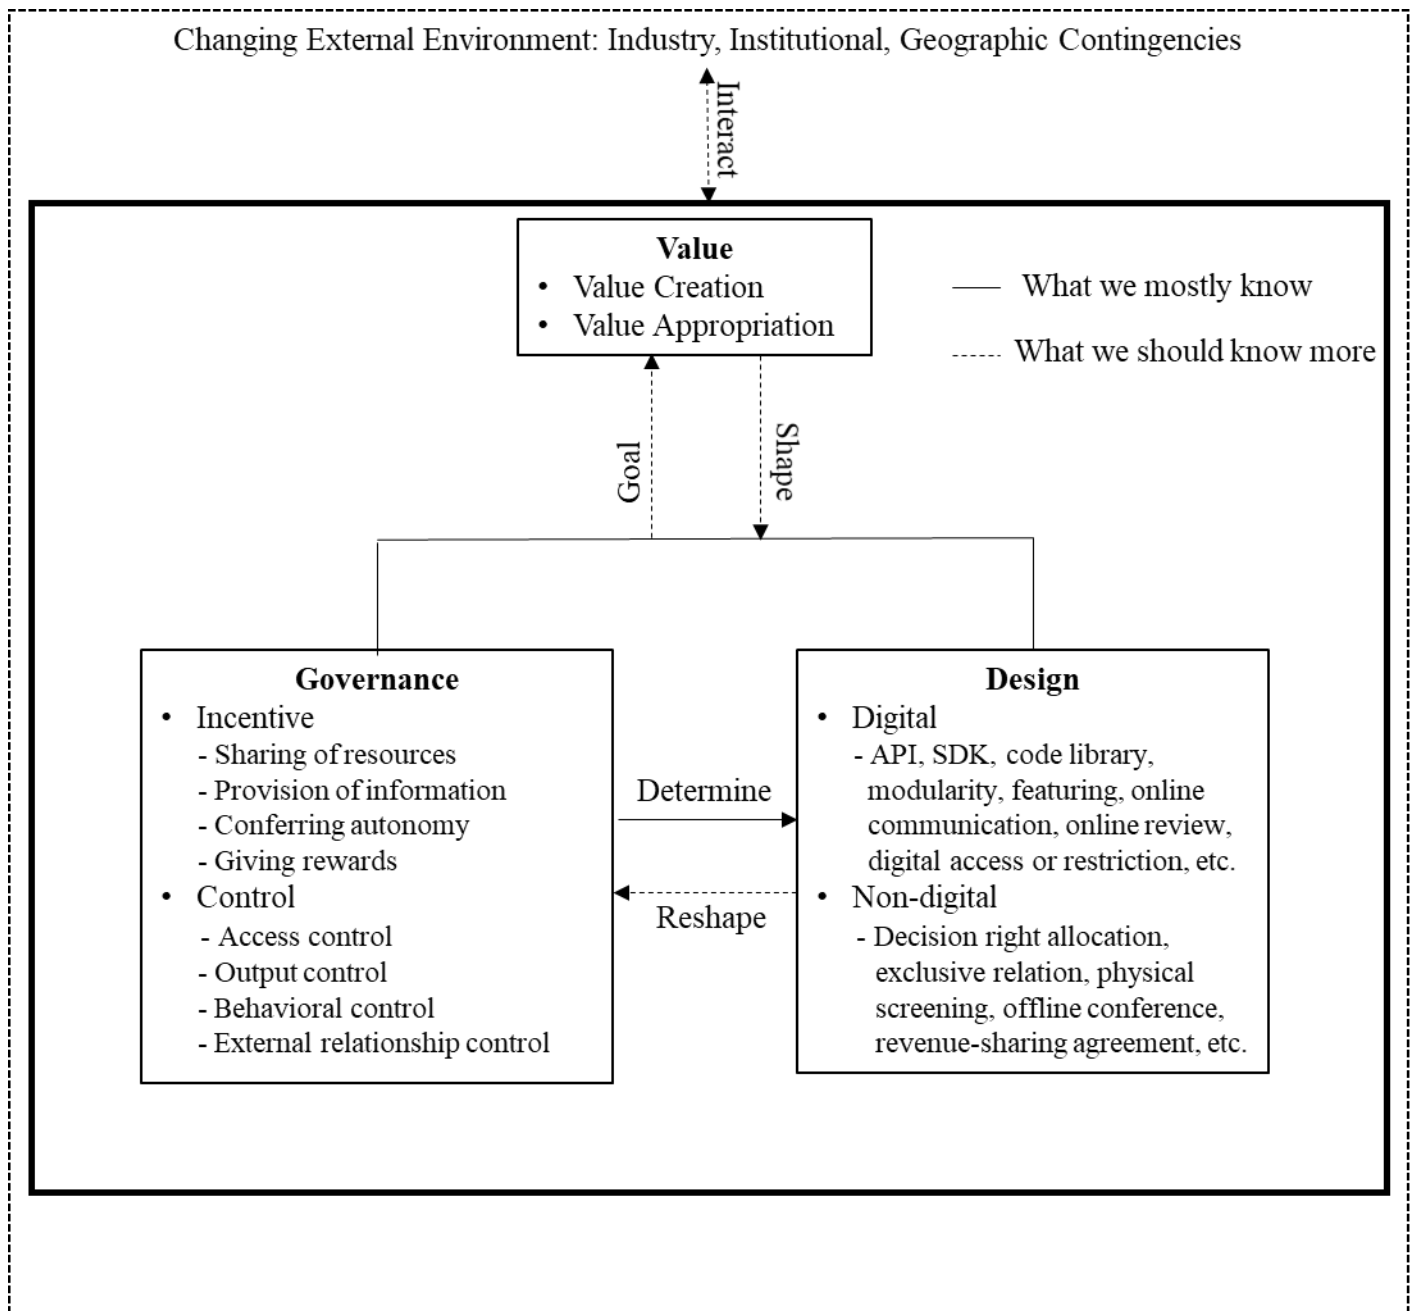 Changing External Environment: Industry, Institutional, Geographic Contingencies
Interact
Value
• Value Creation
• Value Appropriation
What we mostly know
What we should know more
Goal
Shape
Governance
• Incentive
- Sharing of resources
- Provision of information
- Conferring autonomy
- Giving rewards
• Control
- Access control
- Output control
- Behavioral control
- External relationship control
Determine
Reshape
Design
• Digital
- API, SDK, code library,
modularity, featuring, online
communication, online review,
digital access or restriction, etc.
• Non-digital
- Decision right allocation,
exclusive relation, physical
screening, offline conference,
revenue-sharing agreement, etc.